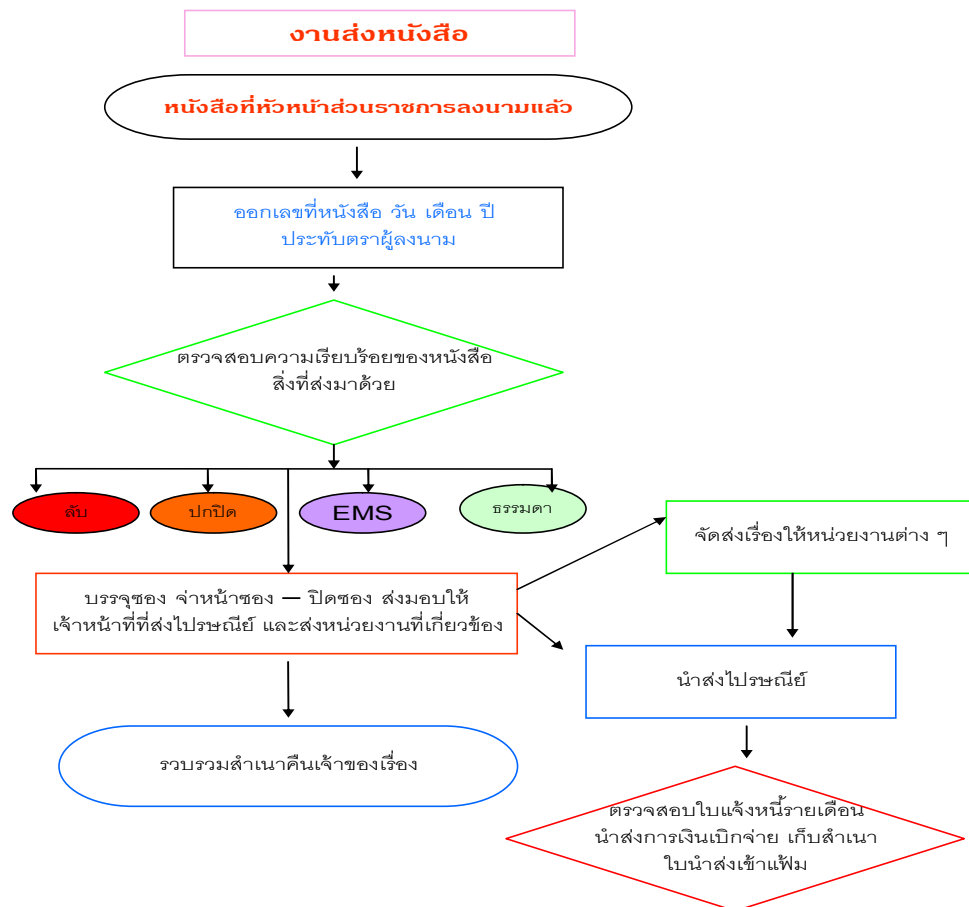 งานส่งหนังสือ
หนังสือที่หัวหน้าส่วนราชการลงนามแล้ว
ออกเลขที่หนังสือ วัน เดือน ปี
ประทับตราผู้ลงนาม
ตรวจสอบความเรียบร้อยของหนังสือ
สิ่งที่ส่งมาด้วย
ลับ
ปกปิด
EMS
ธรรมดา
จัดส่งเรื่องให้หน่วยงานต่าง ๆ
บรรจุซอง จ่าหน้าซอง – ปิดซอง ส่งมอบให้
เจ้าหน้าที่ที่ส่งไปรษณีย์ และส่งหน่วยงานที่เกี่ยวข้อง
นำส่งไปรษณีย์
รวบรวมสำเนาคืนเจ้าของเรื่อง
ตรวจสอบใบแจ้งหนี้รายเดือน
นำส่งการเงินเบิกจ่าย เก็บสำเนา
ใบนำส่งเข้าแฟ้ม